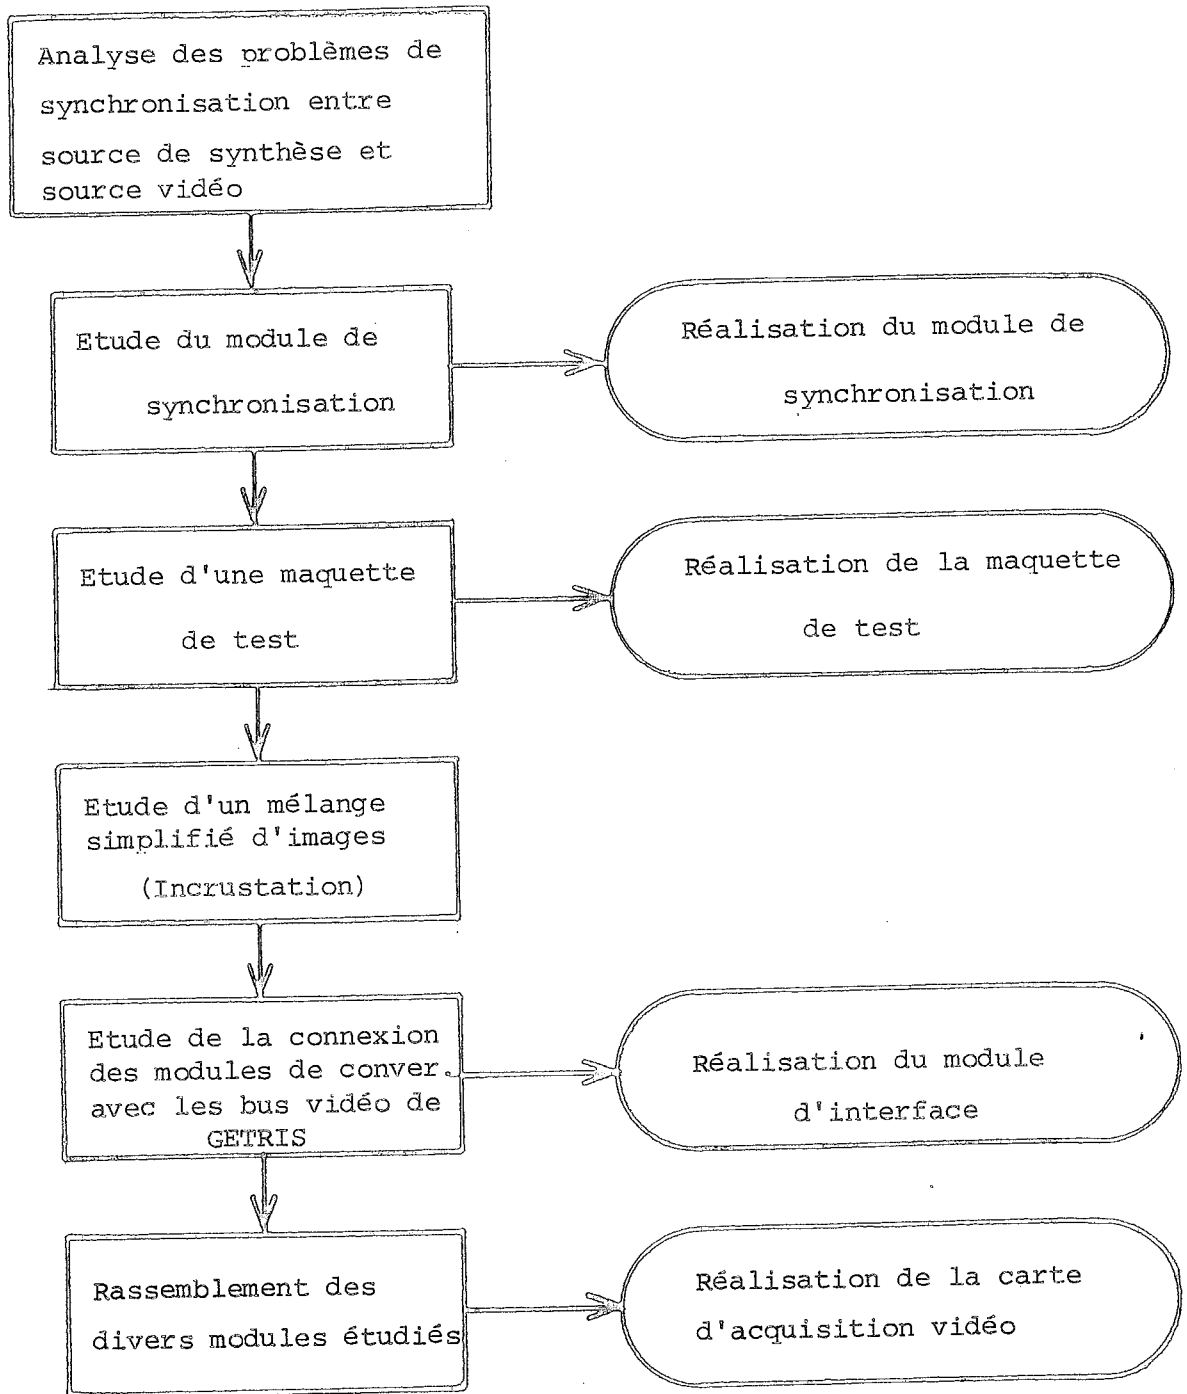 Analyse des problèmes de
synchronisation entre
source de synthèse et
source vidéo
Etude du module de
synchronisation
Réalisation du module de
synchronisation
Etude d'une maquette
de test
Réalisation de la maquette
de test
Etude d'un mélange
simplifié d'images
(Incrustation)
Etude de la connexion
des modules de conver.
avec les bus vidéo de
GETRIS
Réalisation du module
d'interface
Rassemblement des
divers modules étudiés
Réalisation de la carte
d'acquisition vidéo